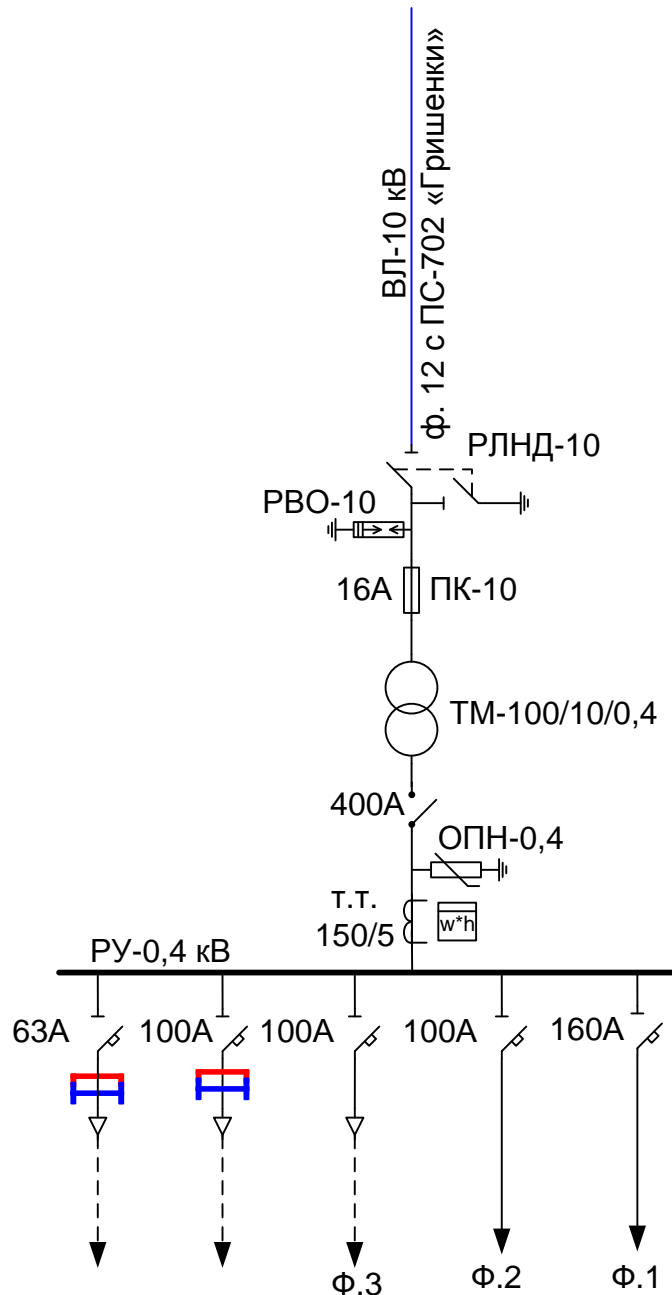 ВЛ-10 кВ
ф. 12 с ПС-702 «Гришенки»
РЛНД-10
РВО-10
16А
ПК-10
ТМ-100/10/0,4
400А
ОПН-0,4
т.т.
150/5
w*h
РУ-0,4 кВ
63А
100А
100А
100А
160А
Ф.3
Ф.2
Ф.1